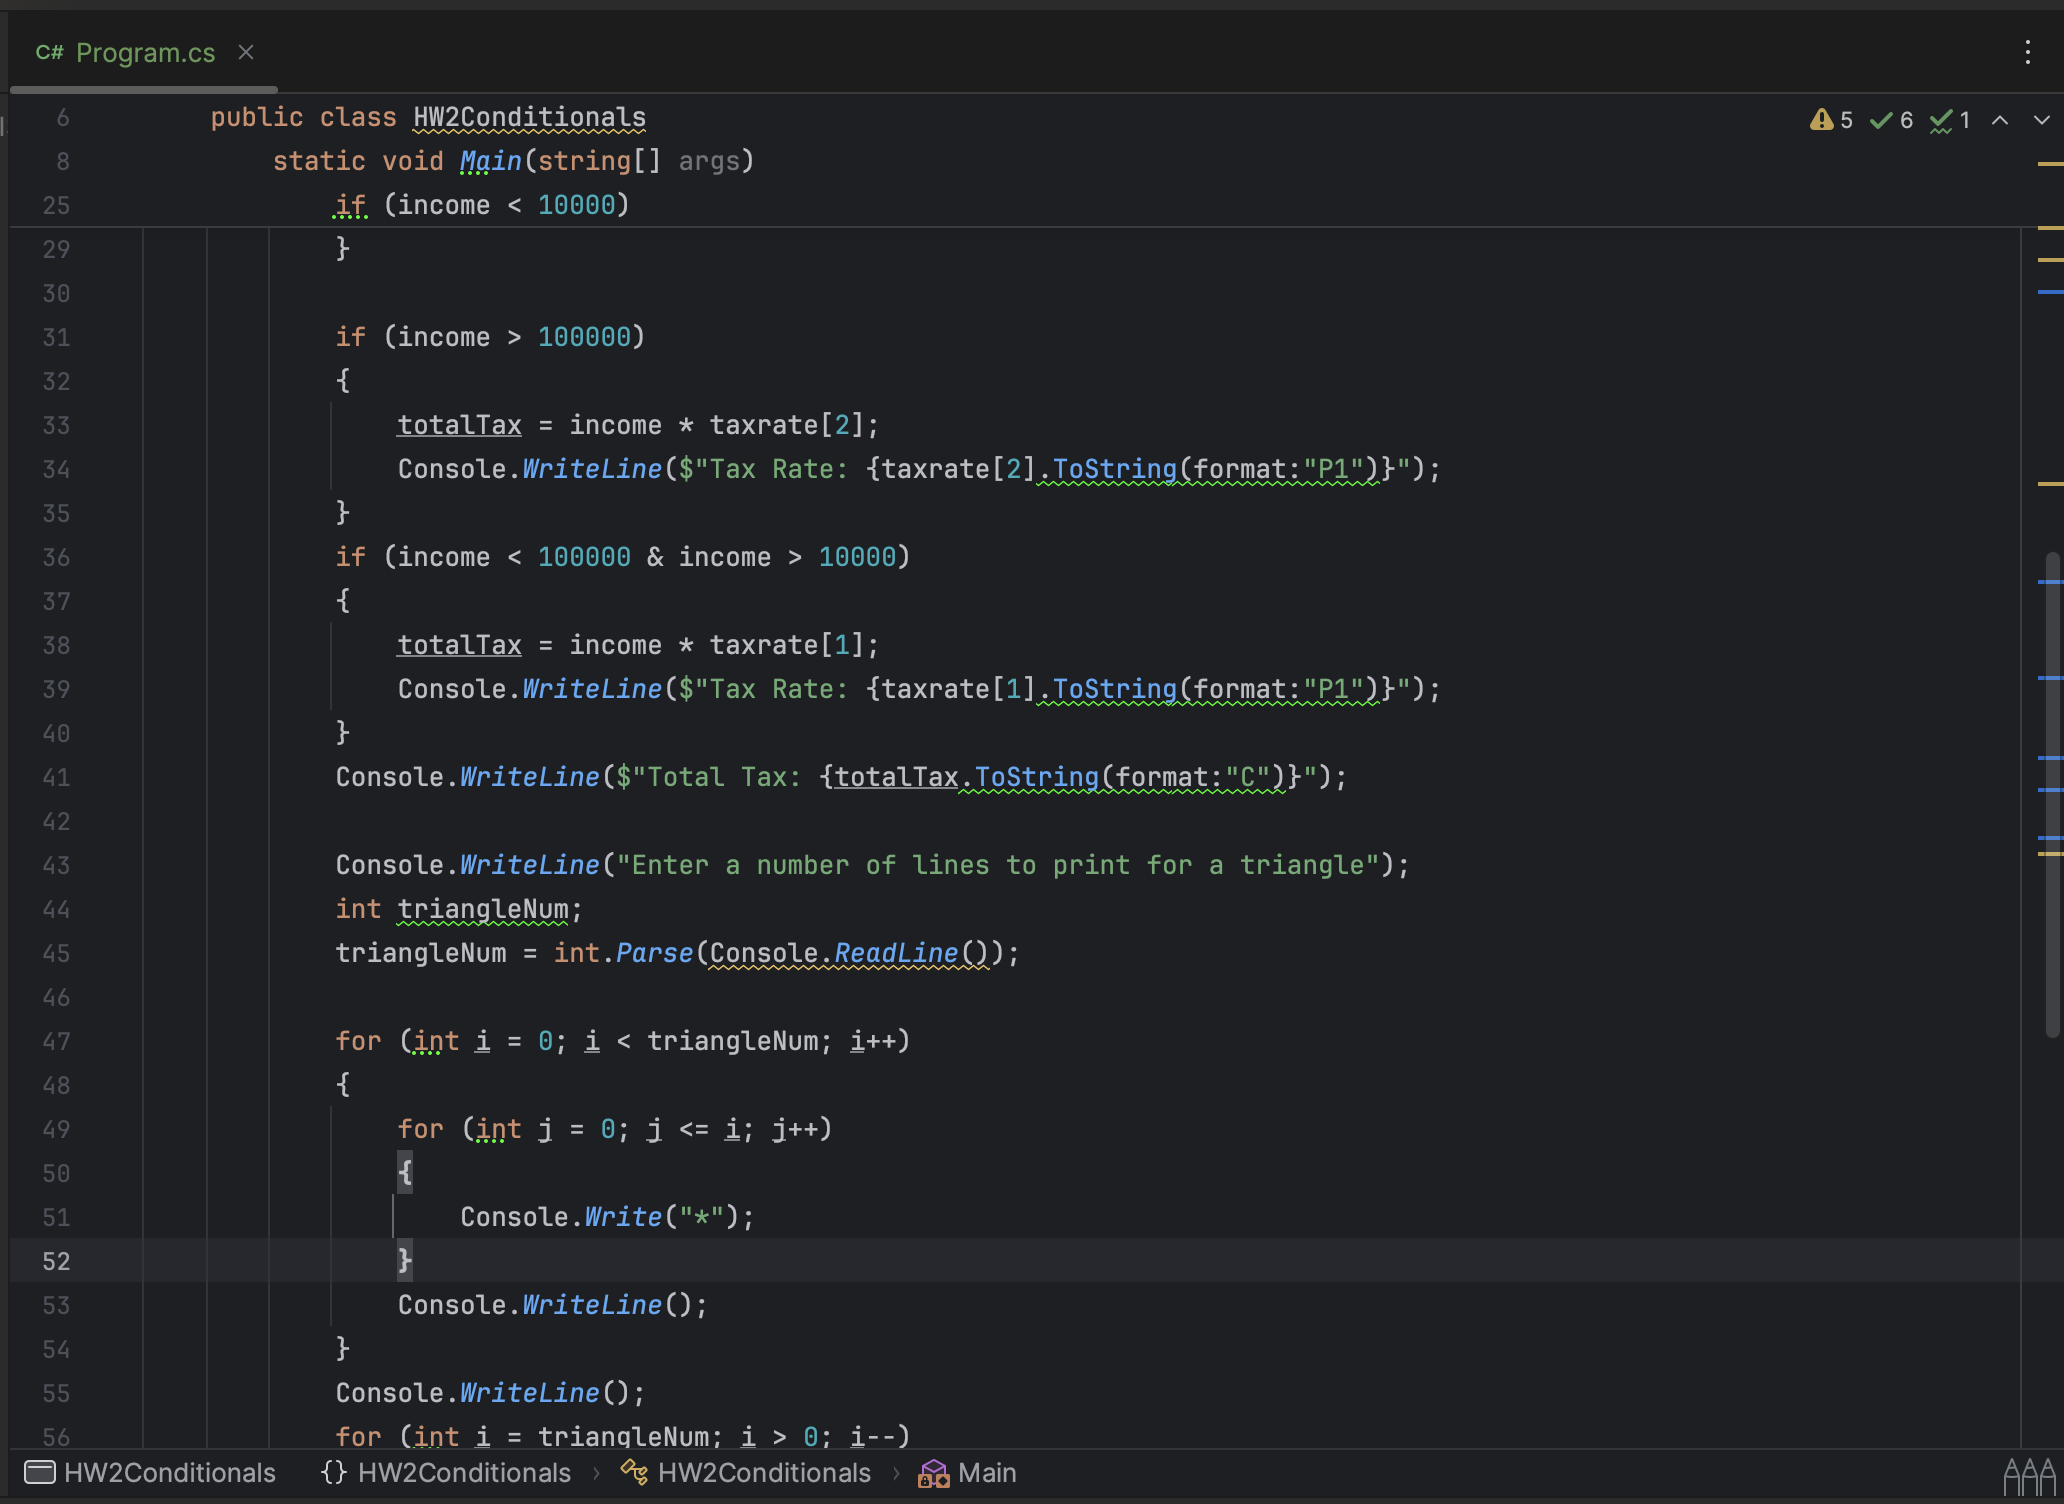 C# Program.cs
5 6 1
6 public class HW2Conditionals
8 static void Main(string[] args)
25 if (income < 10000)
29 }
30
31 if (income > 100000)
32 {
33 totalTax = income * taxrate[2];
34 Console.WriteLine($"Tax Rate: {taxrate[2].ToString(format:"P1")}");
35 }
36 if (income < 100000 & income > 10000)
37 {
38 totalTax = income * taxrate[1];
39 Console.WriteLine($"Tax Rate: {taxrate[1].ToString(format:"P1")}");
40 }
41 Console.WriteLine($"Total Tax: {totalTax.ToString(format:"C")}");
42
43 Console.WriteLine("Enter a number of lines to print for a triangle");
44 int triangleNum;
45 triangleNum = int.Parse(Console.ReadLine());
46
47 for (int i = 0; i < triangleNum; i++)
48 {
49 for (int j = 0; j <= i; j++)
50 {
51 Console.Write("*");
52 }
53 Console.WriteLine();
54 }
55 Console.WriteLine();
56 for (int i = triangleNum; i > 0; i--)
HW2Conditionals {} HW2Conditionals › HW2Conditionals › Main